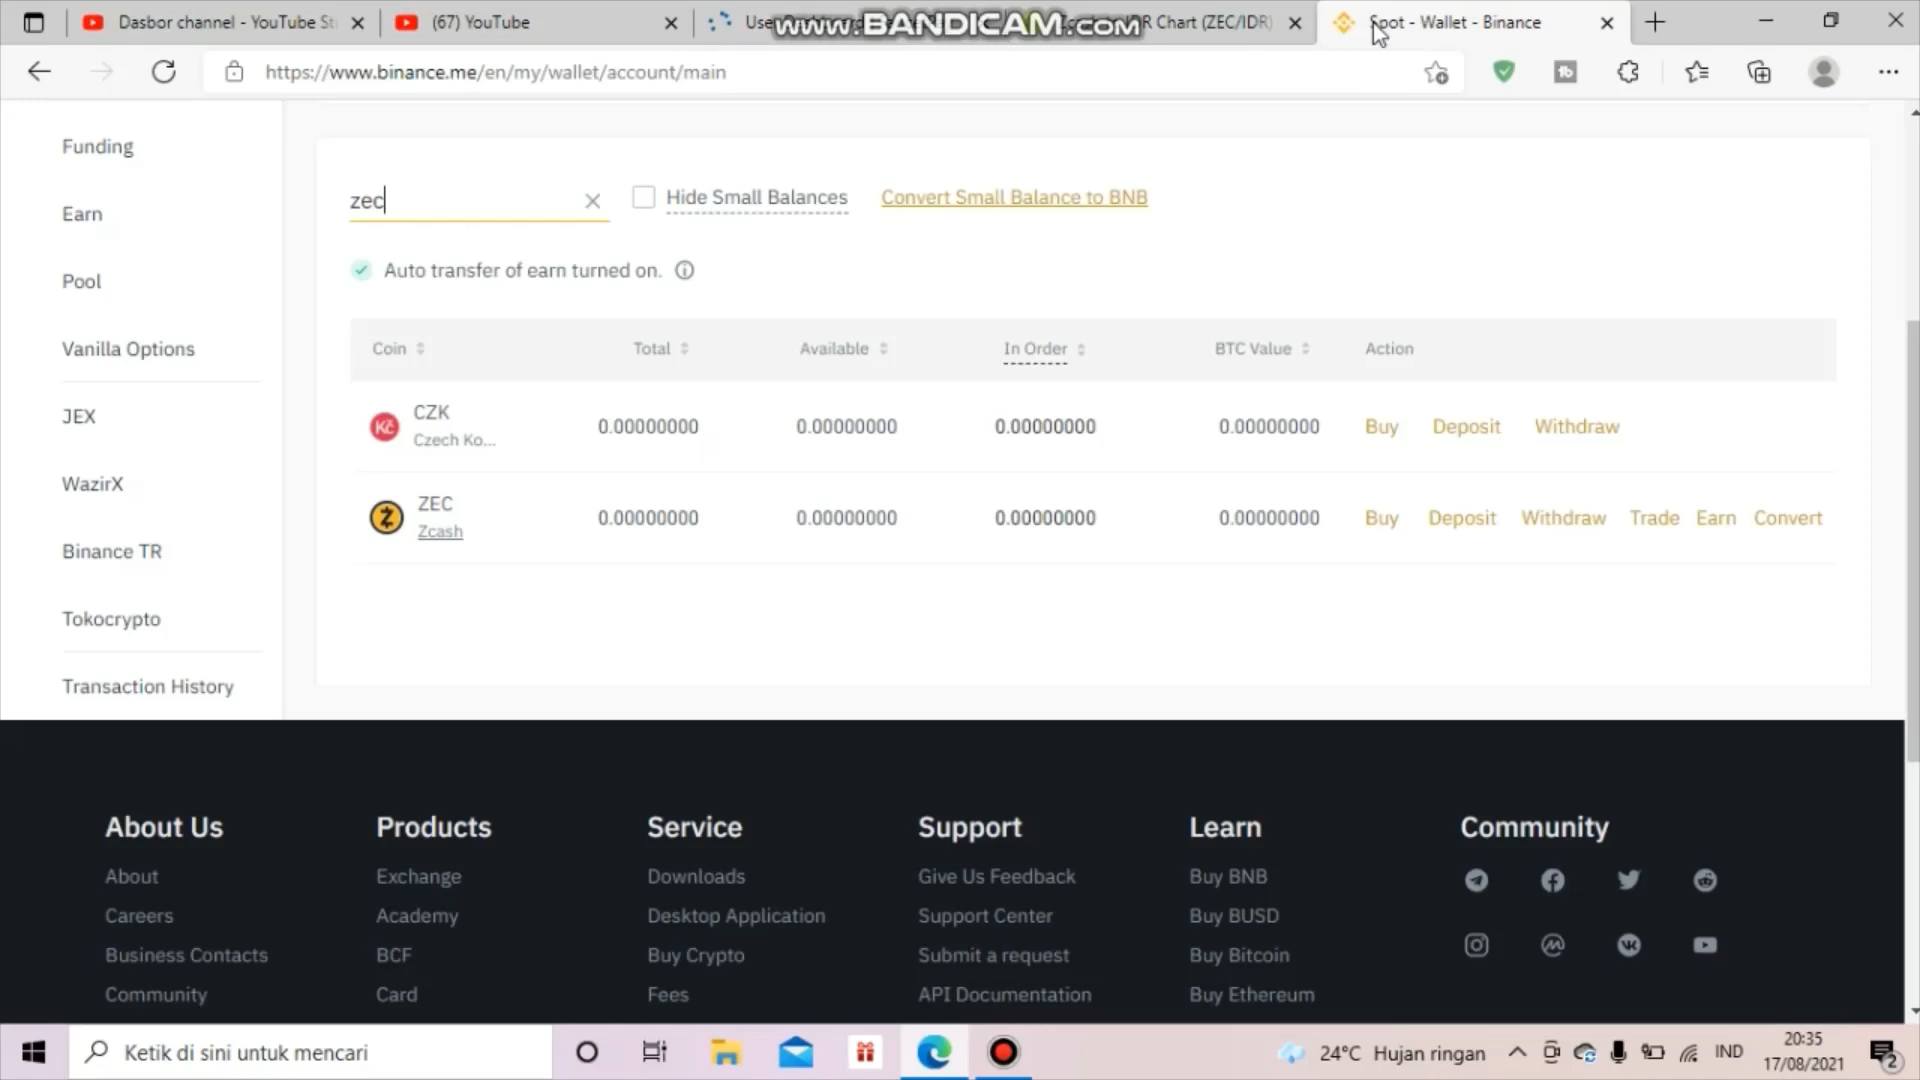 Dasbor channel - YouTube St
(67) YouTube
Use
www.BANDICAM.com
IDR Chart (ZEC/IDR)
Spot - Wallet - Binance
https://www.binance.me/en/my/wallet/account/main
Funding
Earn
Pool
Vanilla Options
JEX
WazirX
Binance TR
Tokocrypto
Transaction History
zec
Hide Small Balances
Convert Small Balance to BNB
Auto transfer of earn turned on.
Coin Total Available In Order BTC Value Action
Kč CZK
Czech Ko...
0.00000000 0.00000000 0.00000000 0.00000000 Buy Deposit Withdraw
ZEC
Zcash
0.00000000 0.00000000 0.00000000 0.00000000 Buy Deposit Withdraw Trade Earn Convert
About Us
About
Careers
Business Contacts
Community
Products
Exchange
Academy
BCF
Card
Service
Downloads
Desktop Application
Buy Crypto
Fees
Support
Give Us Feedback
Support Center
Submit a request
API Documentation
Learn
Buy BNB
Buy BUSD
Buy Bitcoin
Buy Ethereum
Community
Ketik di sini untuk mencari
24°C Hujan ringan
IND
20:35
17/08/2021
2